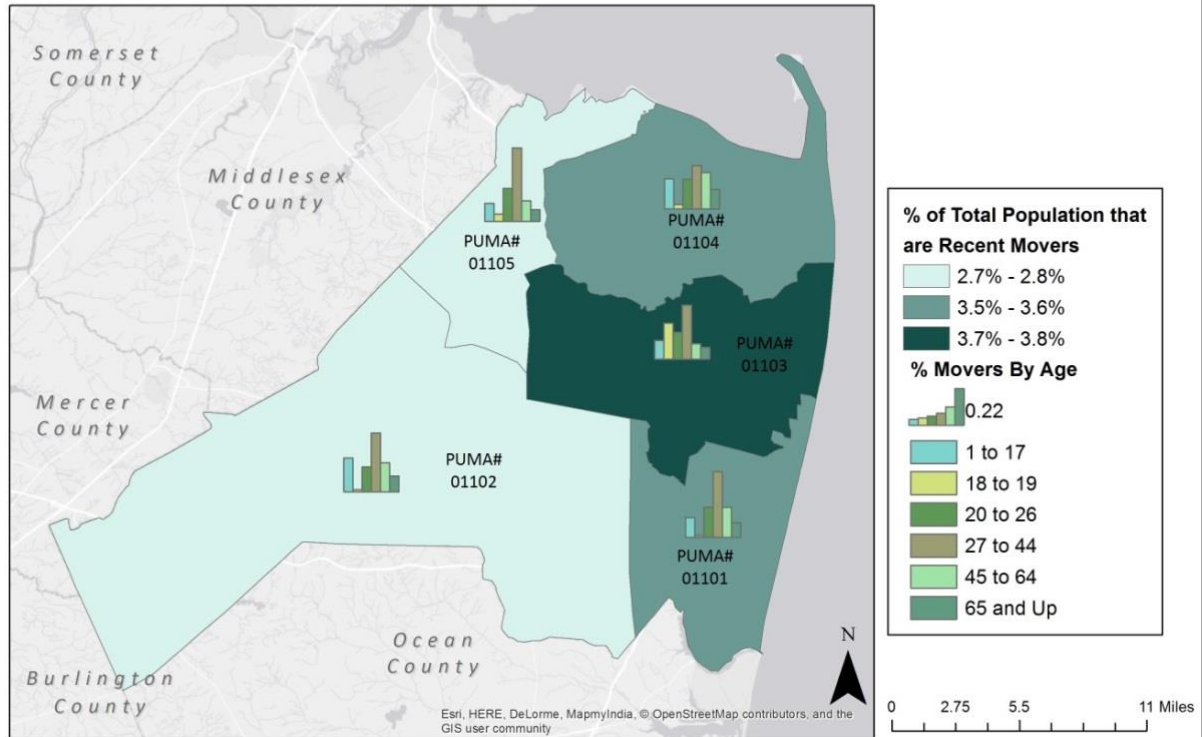 Somerset
County
Middlesex
County
Mercer
County
Burlington
County
Ocean
County
PUMA#
01105
PUMA#
01104
PUMA#
01103
PUMA#
01102
PUMA#
01101
N
Esri, HERE, DeLorme, MapmyIndia, © OpenStreetMap contributors, and the
GIS user community
% of Total Population that
are Recent Movers
2.7% - 2.8%
3.5% - 3.6%
3.7% - 3.8%
% Movers By Age
0.22
1 to 17
18 to 19
20 to 26
27 to 44
45 to 64
65 and Up
0 2.75 5.5 11 Miles